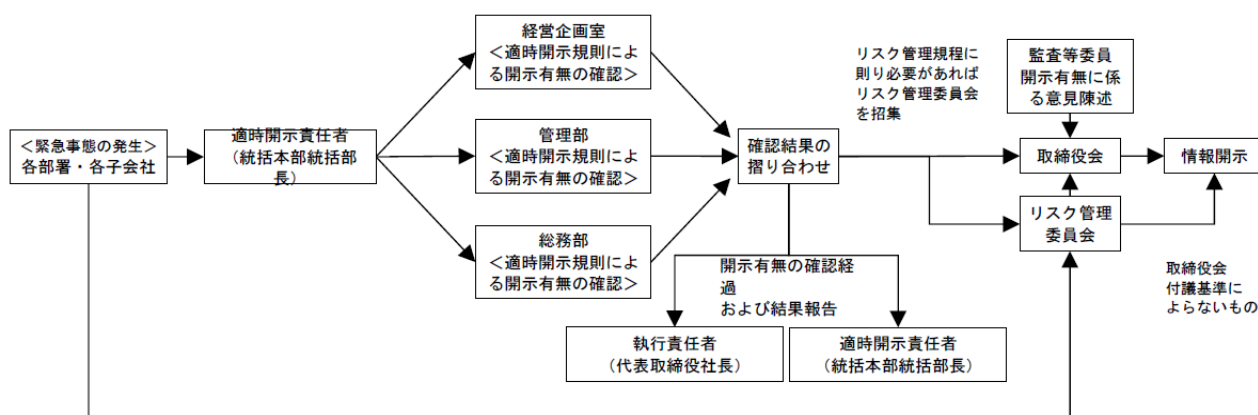 ＜緊急事態の発生＞
各部署・各子会社
適時開示責任者
（統括本部統括部
長）
経営企画室
＜適時開示規則によ
る開示有無の確認＞
管理部
＜適時開示規則によ
る開示有無の確認＞
総務部
＜適時開示規則によ
る開示有無の確認＞
確認結果の
摺り合わせ
開示有無の確認経
過
および結果報告
執行責任者
（代表取締役社長）
適時開示責任者
（統括本部統括部長）
リスク管理規程に
則り必要があれば
リスク管理委員会
を招集
監査等委員
開示有無に係
る意見陳述
取締役会
リスク管理
委員会
情報開示
取締役会
付議基準に
よらないもの